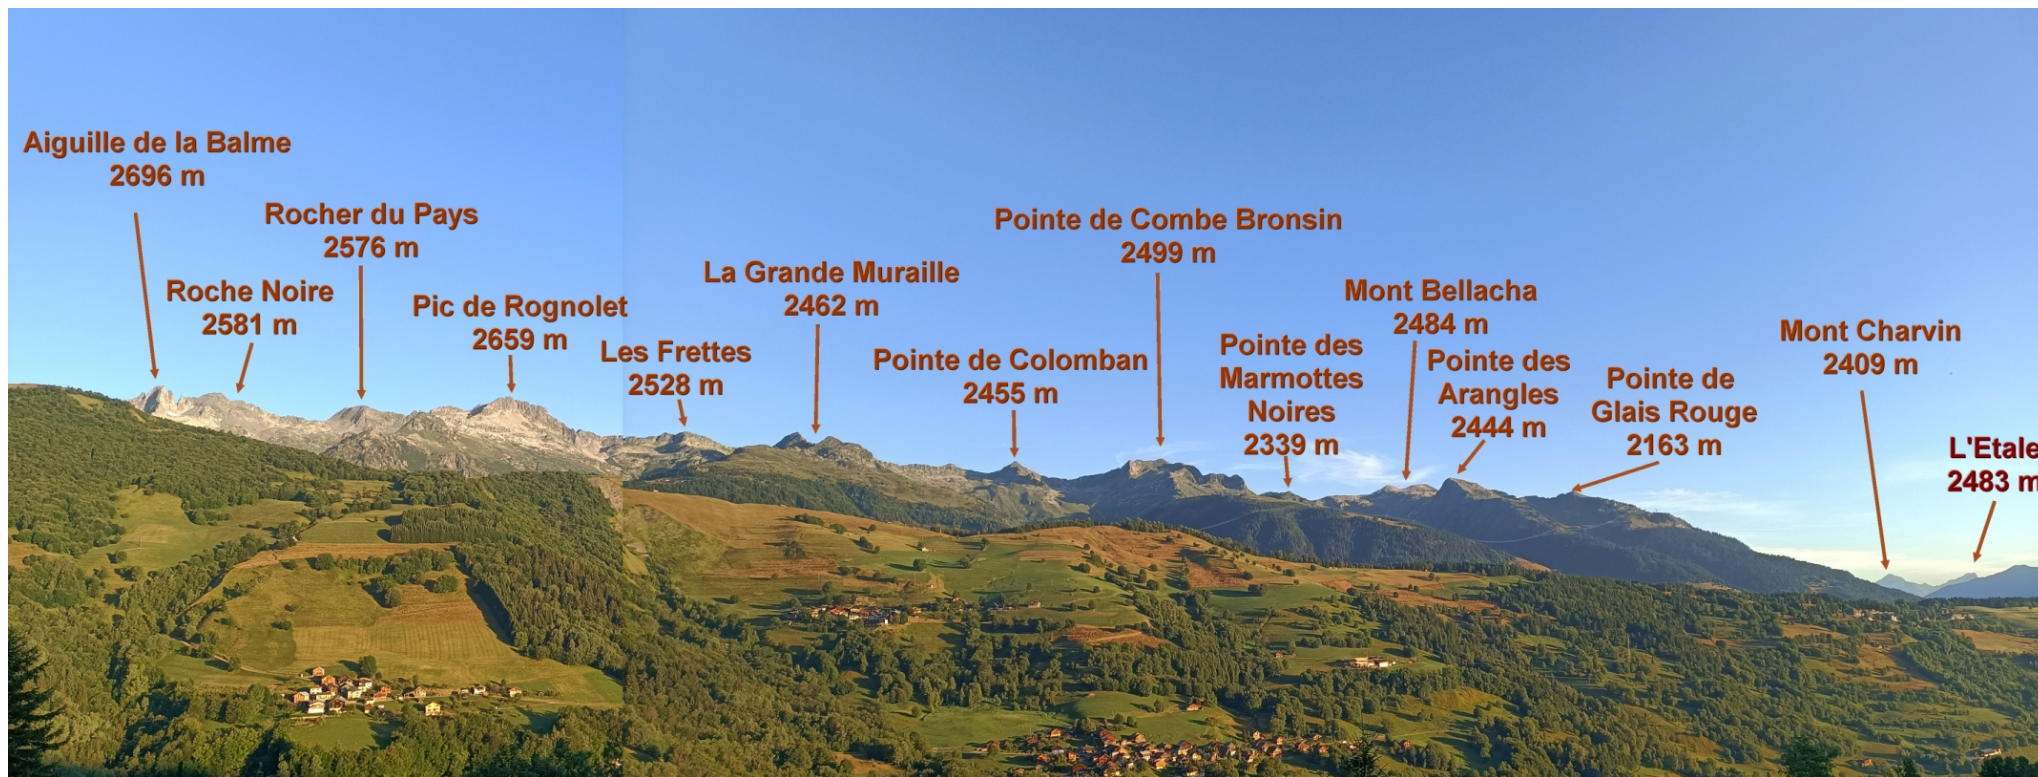 Aiguille de la Balme
2696 m
Roche Noire
2581 m
Rocher du Pays
2576 m
Pic de Rognolet
2659 m
Les Frettes
2528 m
La Grande Muraille
2462 m
Pointe de Colomban
2455 m
Pointe de Combe Bronsin
2499 m
Pointe des
Marmottes
Noires
2339 m
Mont Bellacha
2484 m
Pointe des
Arangles
2444 m
Pointe de
Glais Rouge
2163 m
Mont Charvin
2409 m
L'Etale
2483 m